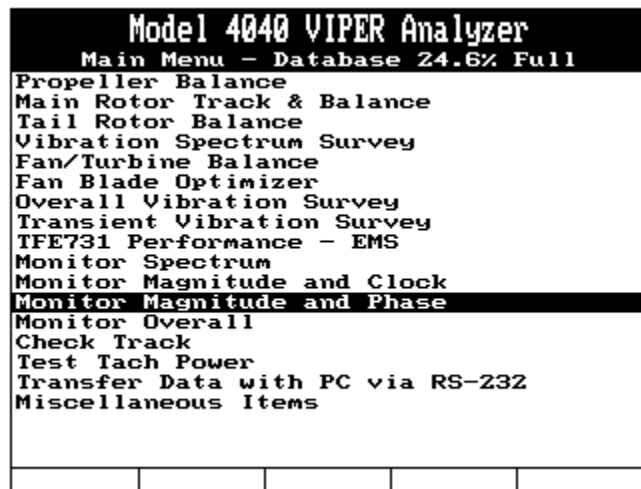 Model 4040 VIPER Analyzer
Main Menu - Database 24.6% Full
Propeller Balance
Main Rotor Track & Balance
Tail Rotor Balance
Vibration Spectrum Survey
Fan/Turbine Balance
Fan Blade Optimizer
Overall Vibration Survey
Transient Vibration Survey
TFE731 Performance - EMS
Monitor Spectrum
Monitor Magnitude and Clock
Monitor Magnitude and Phase
Monitor Overall
Check Track
Test Tach Power
Transfer Data with PC via RS-232
Miscellaneous Items